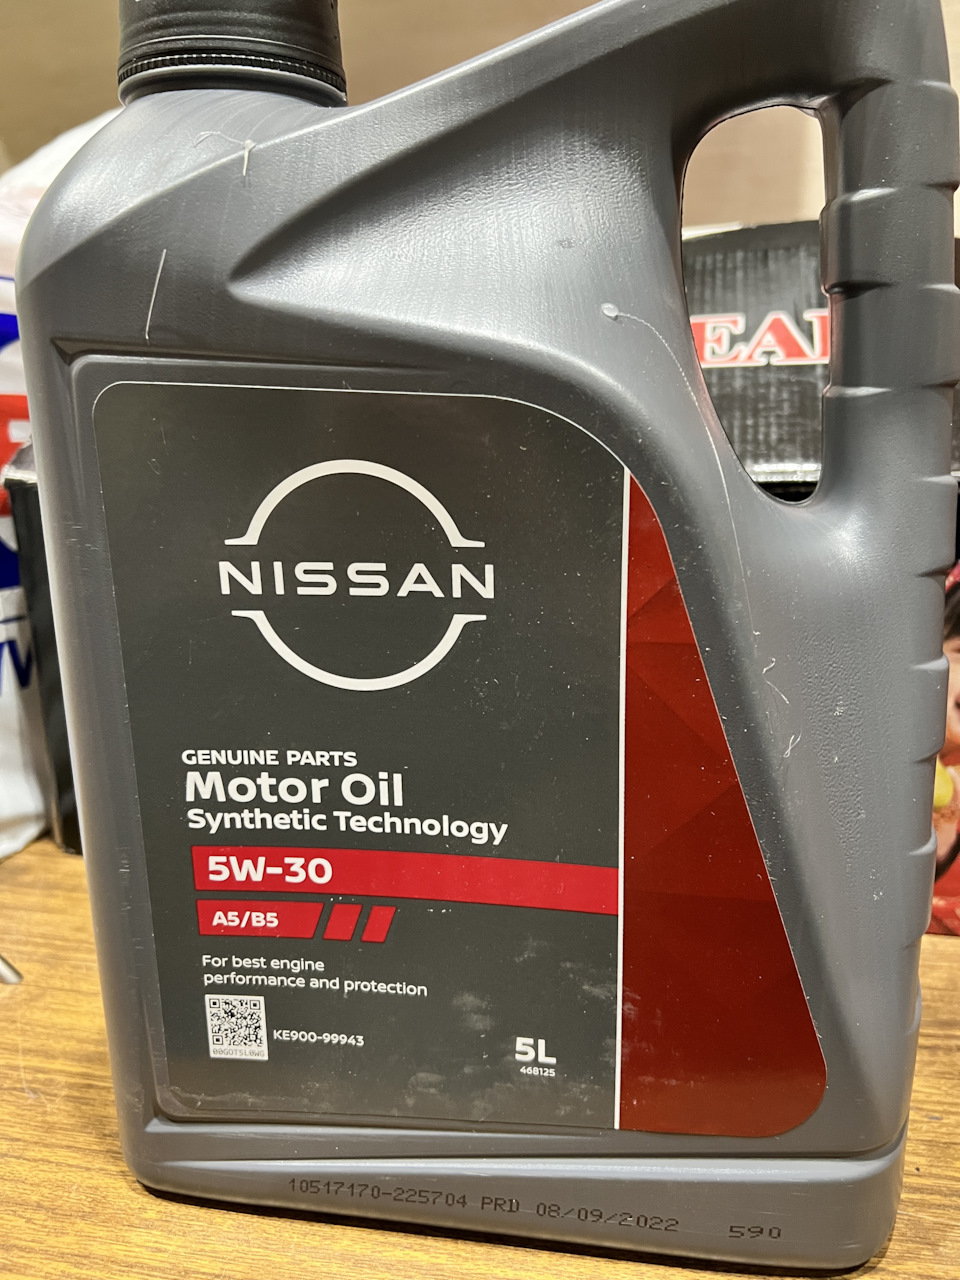 NISSAN
GENUINE PARTS
Motor Oil
Synthetic Technology
5W-30
A5/B5
For best engine
performance and protection
KE900-99943
5L
468125
10517170-225704 PRD 08/09/2022 590